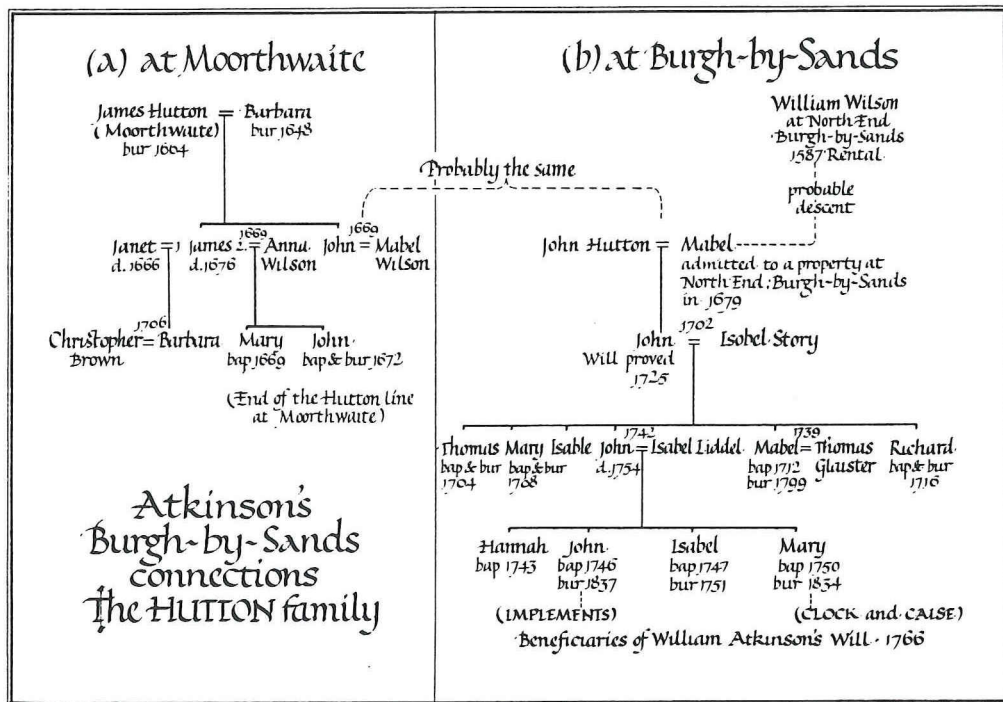 (a) at Moorthwaite
James Hutton = Barbara
(Moorthwaite) bur 1648
bur 1664
Probably the same
1669 1669
Janet = 1 James 2. = Anna John = Mabel
d. 1666 d. 1676 Wilson Wilson
1706
Christopher = Barbara Mary John
Brown bap 1669 bap & bur 1672
(End of the Hutton line
at Moorthwaite)
Atkinson's
Burgh-by-Sands
connections
The HUTTON family
(b) at Burgh-by-Sands
William Wilson
at North End
Burgh-by-Sands
1587 Rental
probable
descent
John Hutton = Mabel
admitted to a property at
North End; Burgh-by-Sands
in 1679
1702
John = Isobel Story
Will proved
1725
1742 1739
Thomas Mary Isable John = Isabel Liddel Mabel = Thomas Richard
bap & bur bap & bur d. 1754 bap 1712 Glaister bap & bur
1704 1708 bur 1799 1716
Hannah John Isabel Mary
bap 1743 bap 1746 bap 1747 bap 1750
bur 1837 bur 1751 bur 1834
(IMPLEMENTS) (CLOCK and CAISE)
Beneficiaries of William Atkinson's Will · 1766